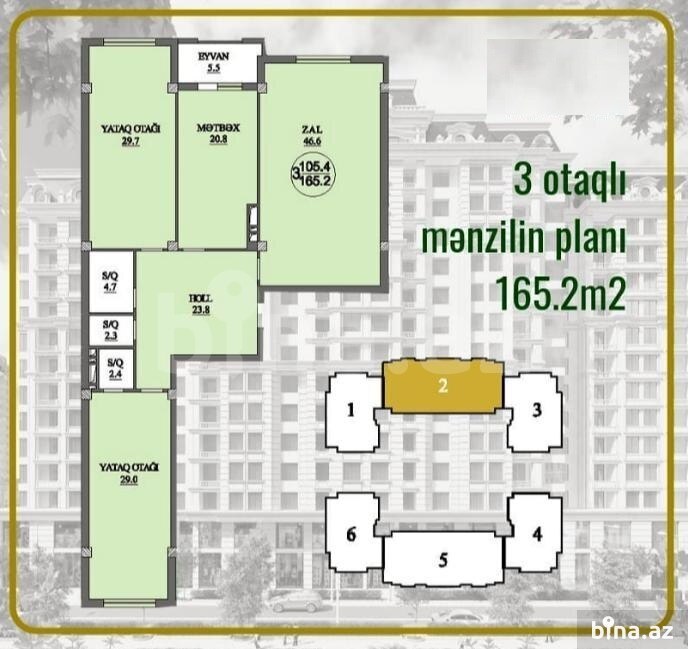 EYVAN
5.5
YATAQ OTAĞI
29.7
MƏTBƏX
20.8
ZAL
46.6
3 105.4
165.2
3 otaqlı
mənzilin planı
165.2m2
S/Q
4.7
HOLL
23.8
S/Q
2.3
S/Q
2.4
YATAQ OTAĞI
29.0
1
2
3
6
5
4
bina.az
bina.az